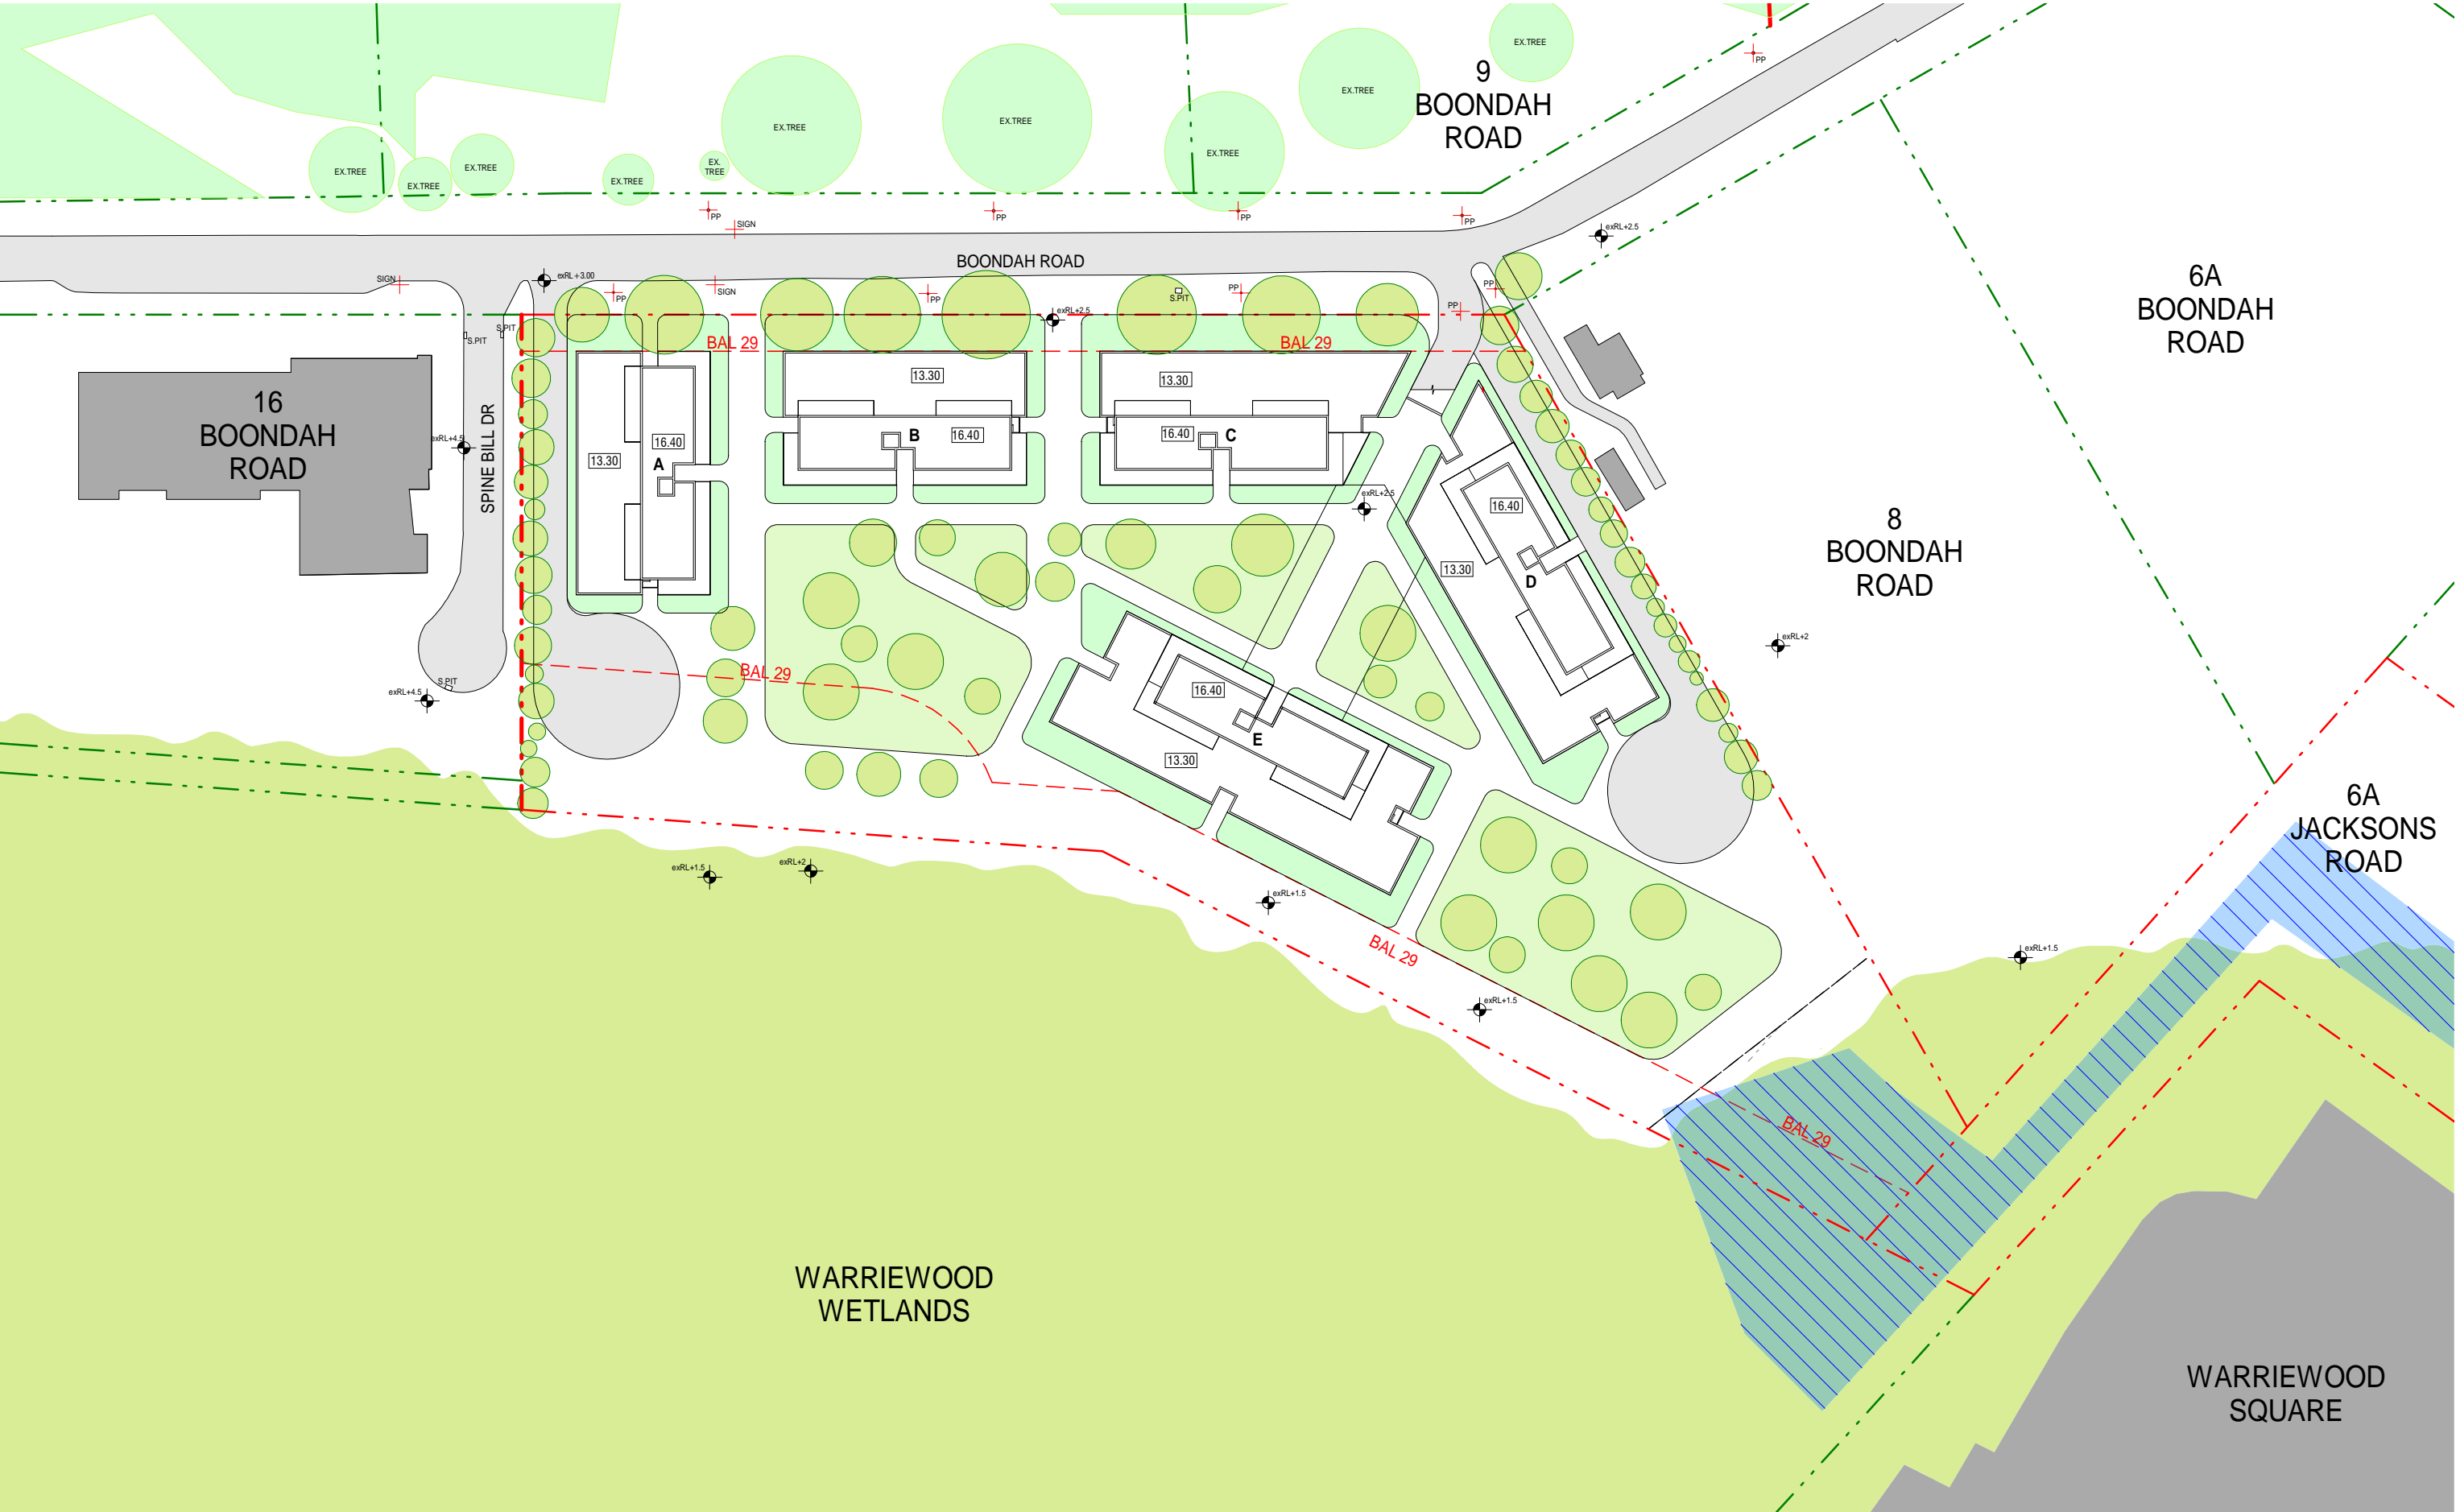 EX.TREE
9
BOONDAH
ROAD
PP
EX.TREE
EX.TREE
EX.TREE
EX.TREE
EX.TREE
EX.TREE
EX.
TREE
EX.TREE
EX.TREE
EX.TREE
EX.TREE
PP
PP
PP
PP
SIGN
exRL+2.5
BOONDAH ROAD
SIGN
exRL+3.00
PP
SIGN
PP
S.PIT
PP
PP
PP
exRL+2.5
6A
BOONDAH
ROAD
S.PIT
S.PIT
BAL 29
BAL 29
13.30
13.30
16
BOONDAH
ROAD
exRL+4.5
SPINE BILL DR
13.30
16.40
A
B
16.40
16.40
C
exRL+2.5
16.40
13.30
D
8
BOONDAH
ROAD
exRL+2
BAL 29
S.PIT
exRL+4.5
16.40
E
13.30
6A
JACKSONS
ROAD
exRL+1.5
exRL+2
exRL+1.5
BAL 29
exRL+1.5
exRL+1.5
BAL 29
WARRIEWOOD
WETLANDS
WARRIEWOOD
SQUARE